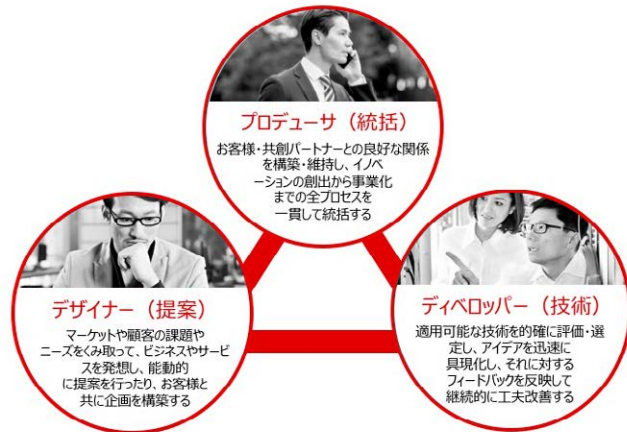 プロデューサ（統括）
お客様・共創パートナーとの良好な関係
を構築・維持し、イノベ
ーションの創出から事業化
までの全プロセスを
一貫して統括する
デザイナー（提案）
マーケットや顧客の課題や
ニーズをくみ取って、ビジネスやサービ
スを発想し、能動的
に提案を行ったり、お客様と
共に企画を構築する
ディベロッパー（技術）
適用可能な技術を的確に評価・選
定し、アイデアを迅速に
具現化し、それに対する
フィードバックを反映して
継続的に工夫改善する